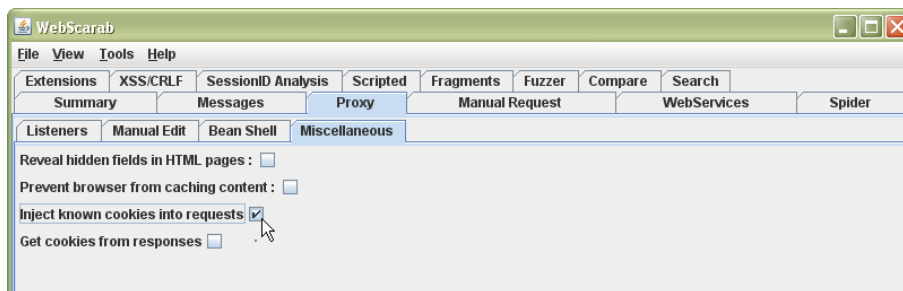 WebScarab
File View Tools Help
Extensions XSS/CRLF SessionID Analysis Scripted Fragments Fuzzer Compare Search
Summary Messages Proxy Manual Request WebServices Spider
Listeners Manual Edit Bean Shell Miscellaneous
Reveal hidden fields in HTML pages :
Prevent browser from caching content :
Inject known cookies into requests
Get cookies from responses